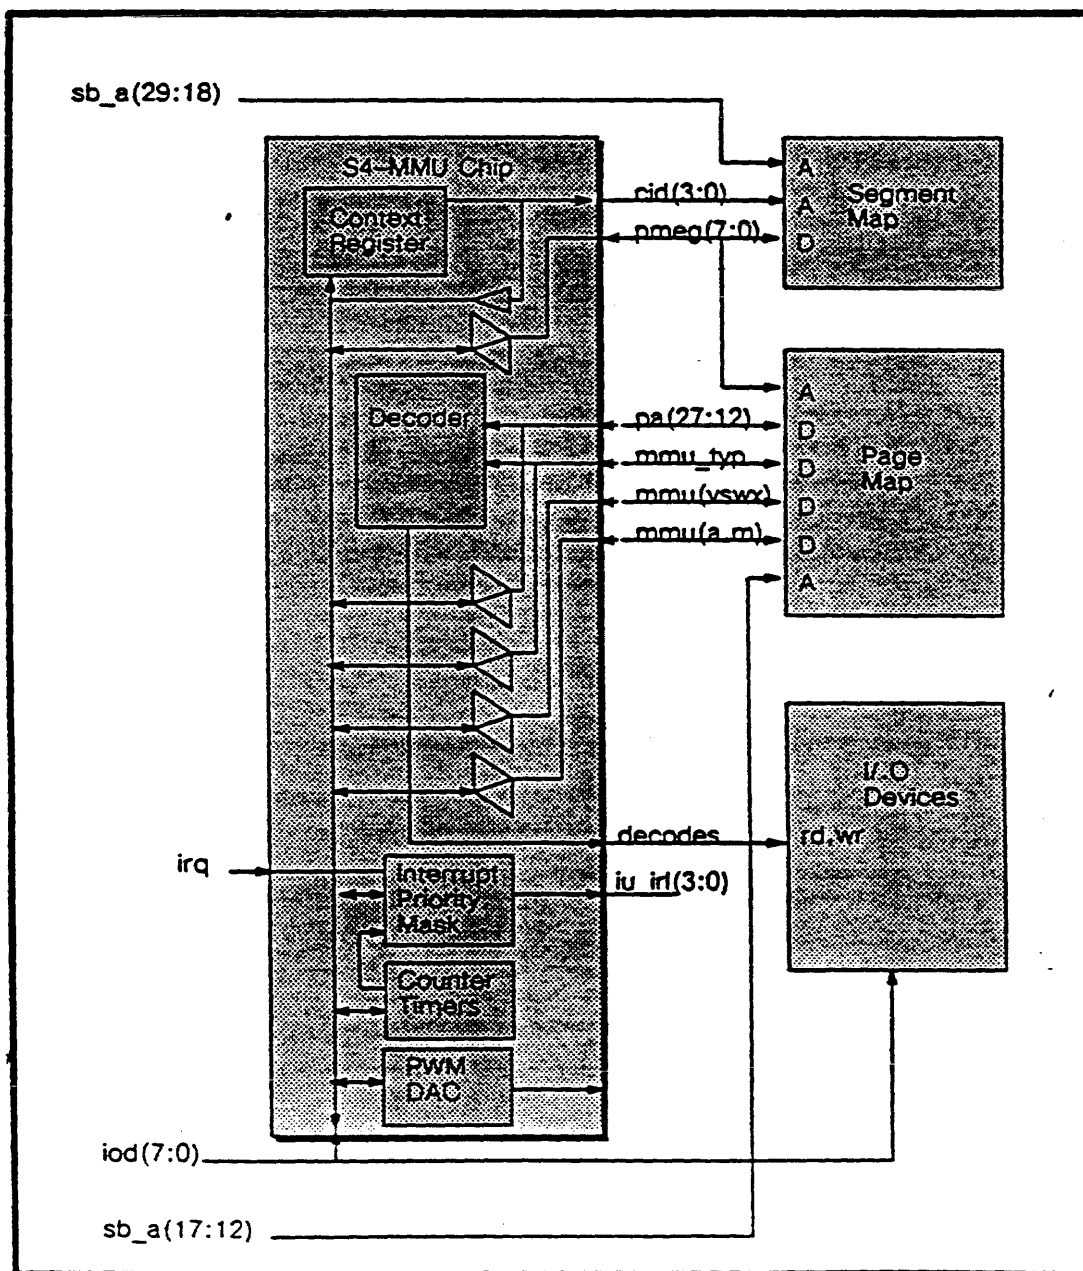 sb_a(29:18)
S4-MMU Chip
Context
Register
cid(3:0)
pmeg(7:0)
A
A
D
Segment
Map
Decoder
pa(27:12)
mmu_typ
mmu(vswx)
mmu(a_m)
A
D
D
D
D
A
Page
Map
I/.O
Devices
decodes
rd,wr
irq
Interrupt
Priority
Mask
iu_irl(3:0)
Counter
Timers
PWM
DAC
iod(7:0)
sb_a(17:12)